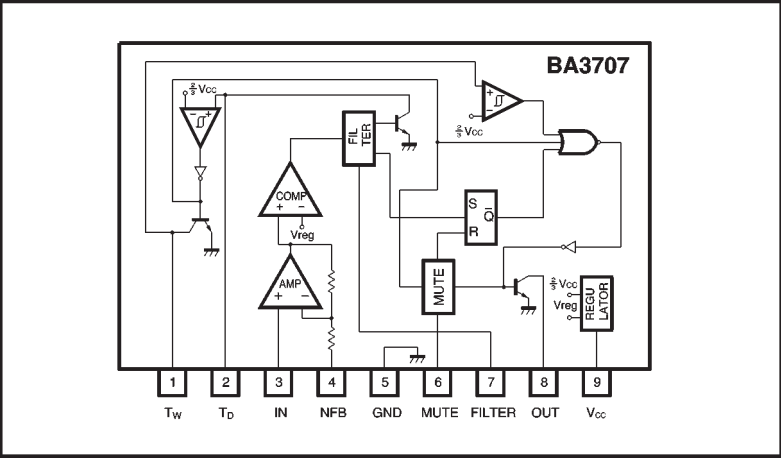 BA3707
2/3 Vcc
− +
+
−
2/3 Vcc
FIL
TER
COMP
+ −
Vreg
S
Q̅
R
AMP
+ −
MUTE
2/3 Vcc
Vreg
REGU
LATOR
1 2 3 4 5 6 7 8 9
Tw TD IN NFB GND MUTE FILTER OUT Vcc